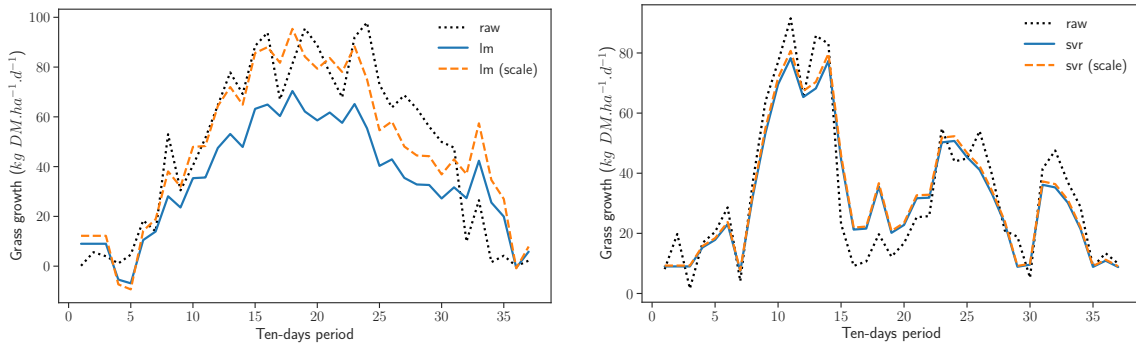 100
80
60
40
20
0
Grass growth (kg DM.ha⁻¹.d⁻¹)
raw
lm
lm (scale)
0 5 10 15 20 25 30 35
Ten-days period
80
60
40
20
0
Grass growth (kg DM.ha⁻¹.d⁻¹)
raw
svr
svr (scale)
0 5 10 15 20 25 30 35
Ten-days period